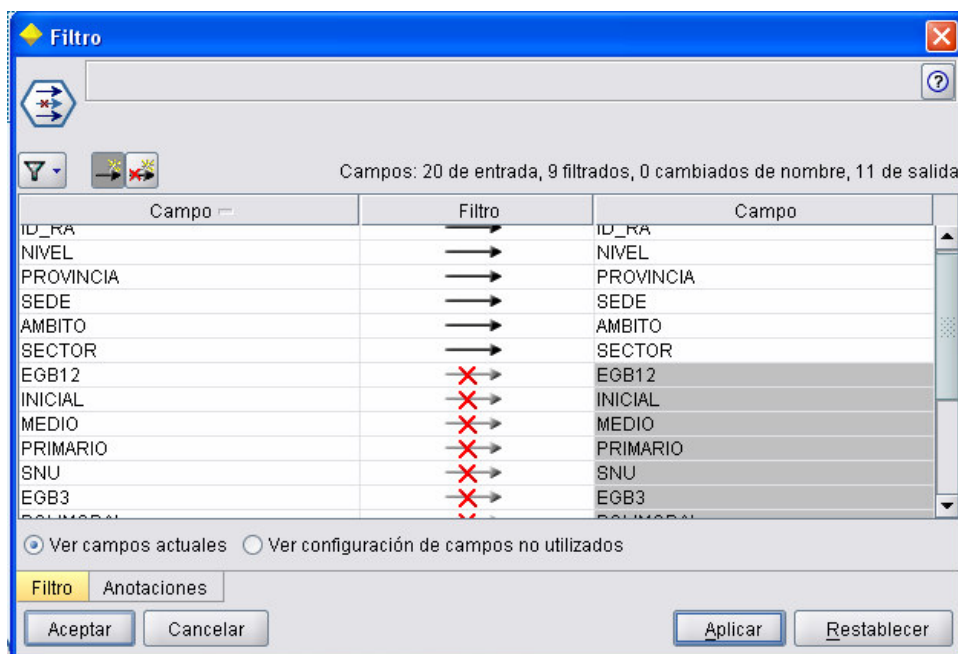 Filtro
Campos: 20 de entrada, 9 filtrados, 0 cambiados de nombre, 11 de salida
Campo Filtro Campo
ID_RA ID_RA
NIVEL NIVEL
PROVINCIA PROVINCIA
SEDE SEDE
AMBITO AMBITO
SECTOR SECTOR
EGB12 EGB12
INICIAL INICIAL
MEDIO MEDIO
PRIMARIO PRIMARIO
SNU SNU
EGB3 EGB3
Ver campos actuales Ver configuración de campos no utilizados
Filtro Anotaciones
Aceptar Cancelar Aplicar Restablecer